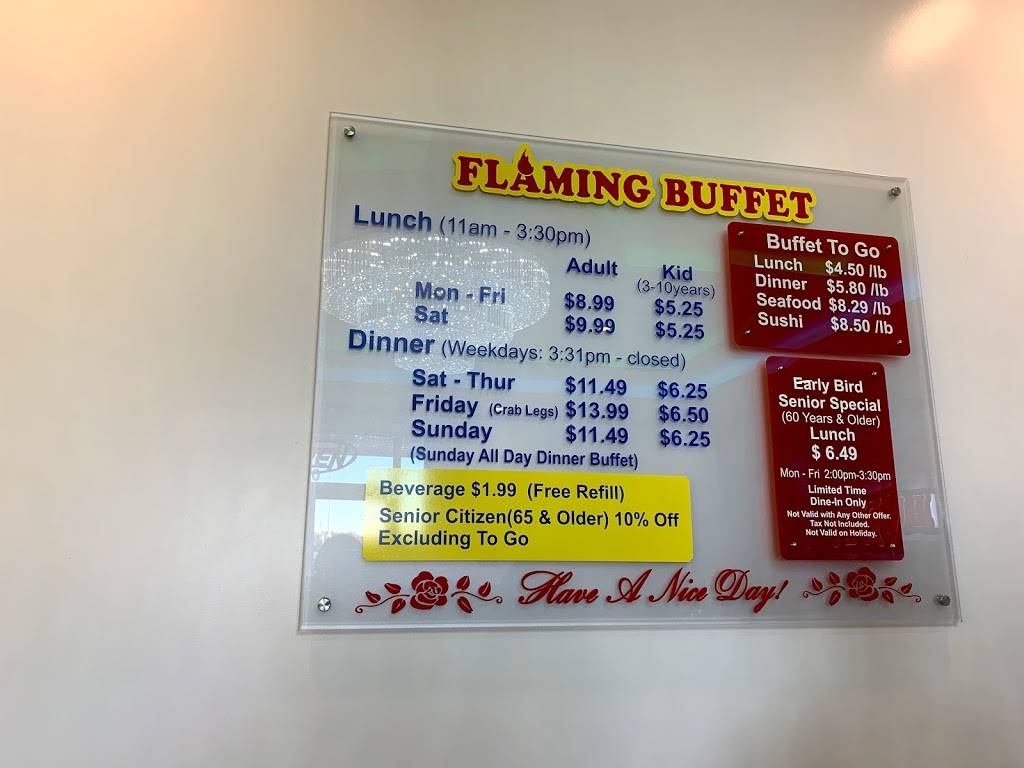 FLAMING BUFFET
Lunch (11am - 3:30pm)
Adult Kid
(3-10years)
Mon - Fri $8.99 $5.25
Sat $9.99 $5.25
Dinner (Weekdays: 3:31pm - closed)
Sat - Thur $11.49 $6.25
Friday (Crab Legs) $13.99 $6.50
Sunday $11.49 $6.25
(Sunday All Day Dinner Buffet)
Beverage $1.99 (Free Refill)
Senior Citizen(65 & Older) 10% Off
Excluding To Go
Buffet To Go
Lunch $4.50 /lb
Dinner $5.80 /lb
Seafood $8.29 /lb
Sushi $8.50 /lb
Early Bird
Senior Special
(60 Years & Older)
Lunch
$ 6.49
Mon - Fri 2:00pm-3:30pm
Limited Time
Dine-In Only
Not Valid with Any Other Offer.
Tax Not Included.
Not Valid on Holiday.
Have A Nice Day!